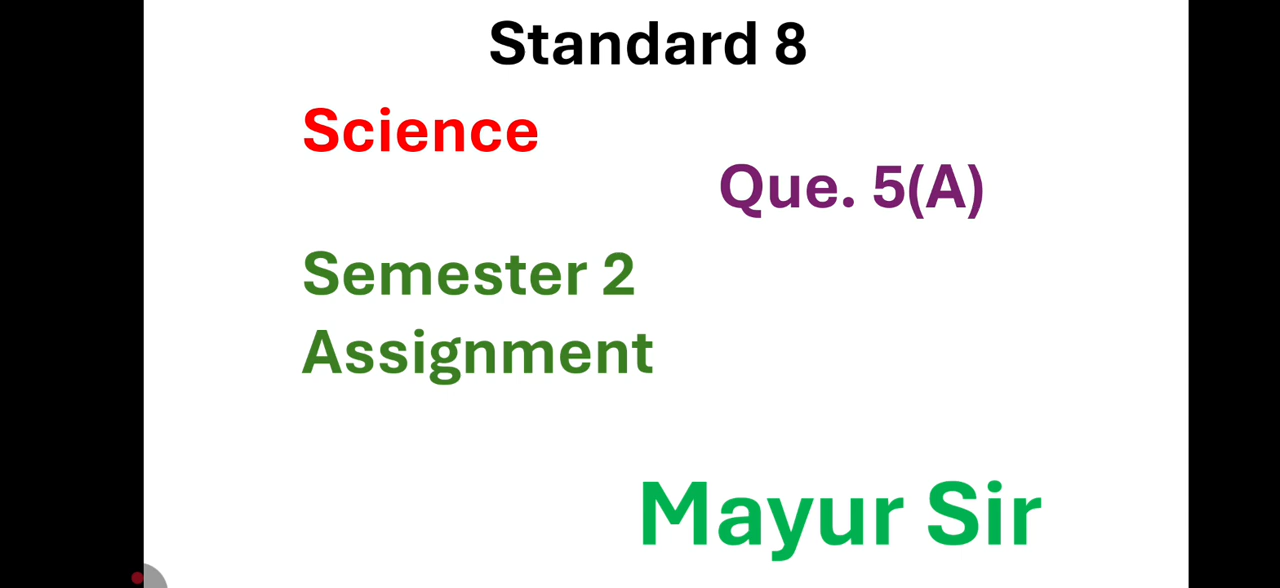 Standard 8
Science
Que. 5(A)
Semester 2
Assignment
Mayur Sir